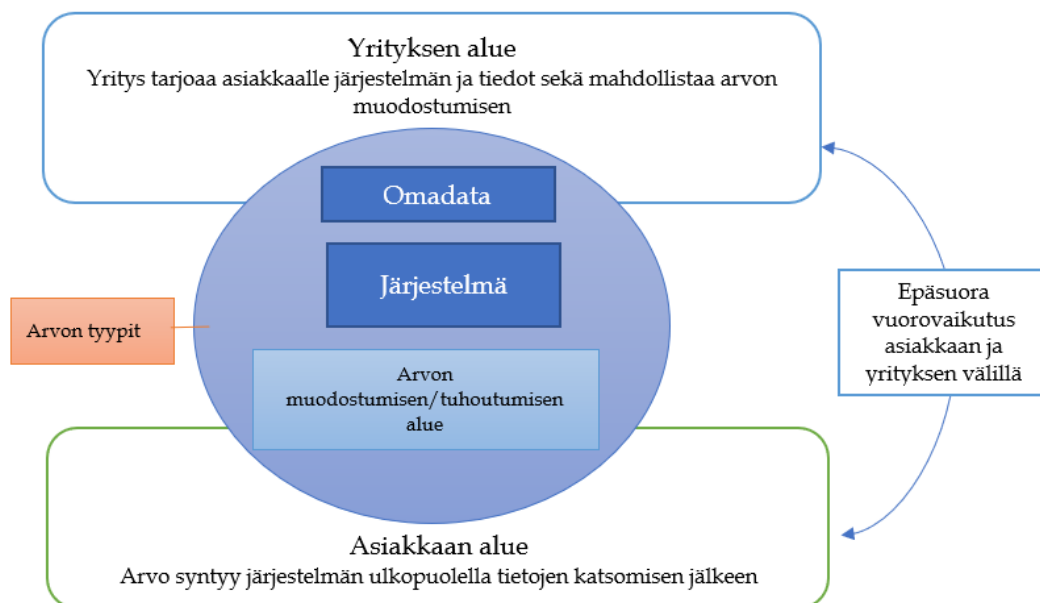 Yrityksen alue
Yritys tarjoaa asiakkaalle järjestelmän ja tiedot sekä mahdollistaa arvon
muodostumisen
Omadata
Järjestelmä
Arvon tyypit
Arvon
muodostumisen/tuhoutumisen
alue
Epäsuora
vuorovaikutus
asiakkaan ja
yrityksen välillä
Asiakkaan alue
Arvo syntyy järjestelmän ulkopuolella tietojen katsomisen jälkeen